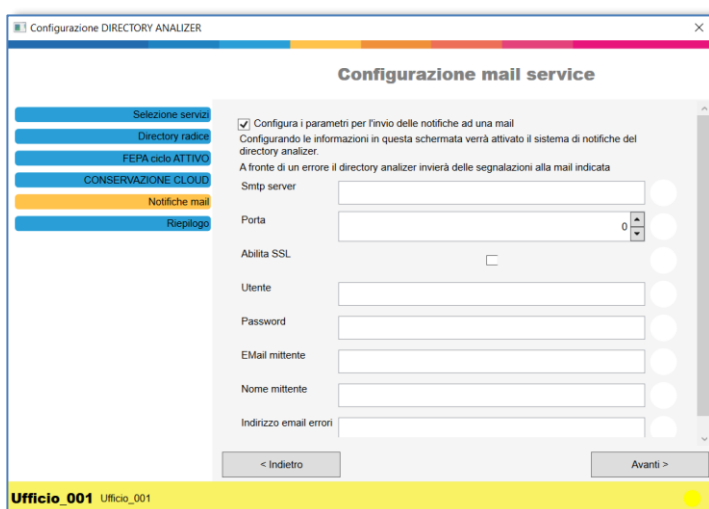 Configurazione DIRECTORY ANALIZER
Configurazione mail service
Selezione servizi
Directory radice
FEPA ciclo ATTIVO
CONSERVAZIONE CLOUD
Notifiche mail
Riepilogo
Configura i parametri per l'invio delle notifiche ad una mail
Configurando le informazioni in questa schermata verrà attivato il sistema di notifiche del
directory analizer.
A fronte di un errore il directory analizer invierà delle segnalazioni alla mail indicata
Smtp server
Porta
0
Abilita SSL
Utente
Password
EMail mittente
Nome mittente
Indirizzo email errori
< Indietro
Avanti >
Ufficio_001 Ufficio_001